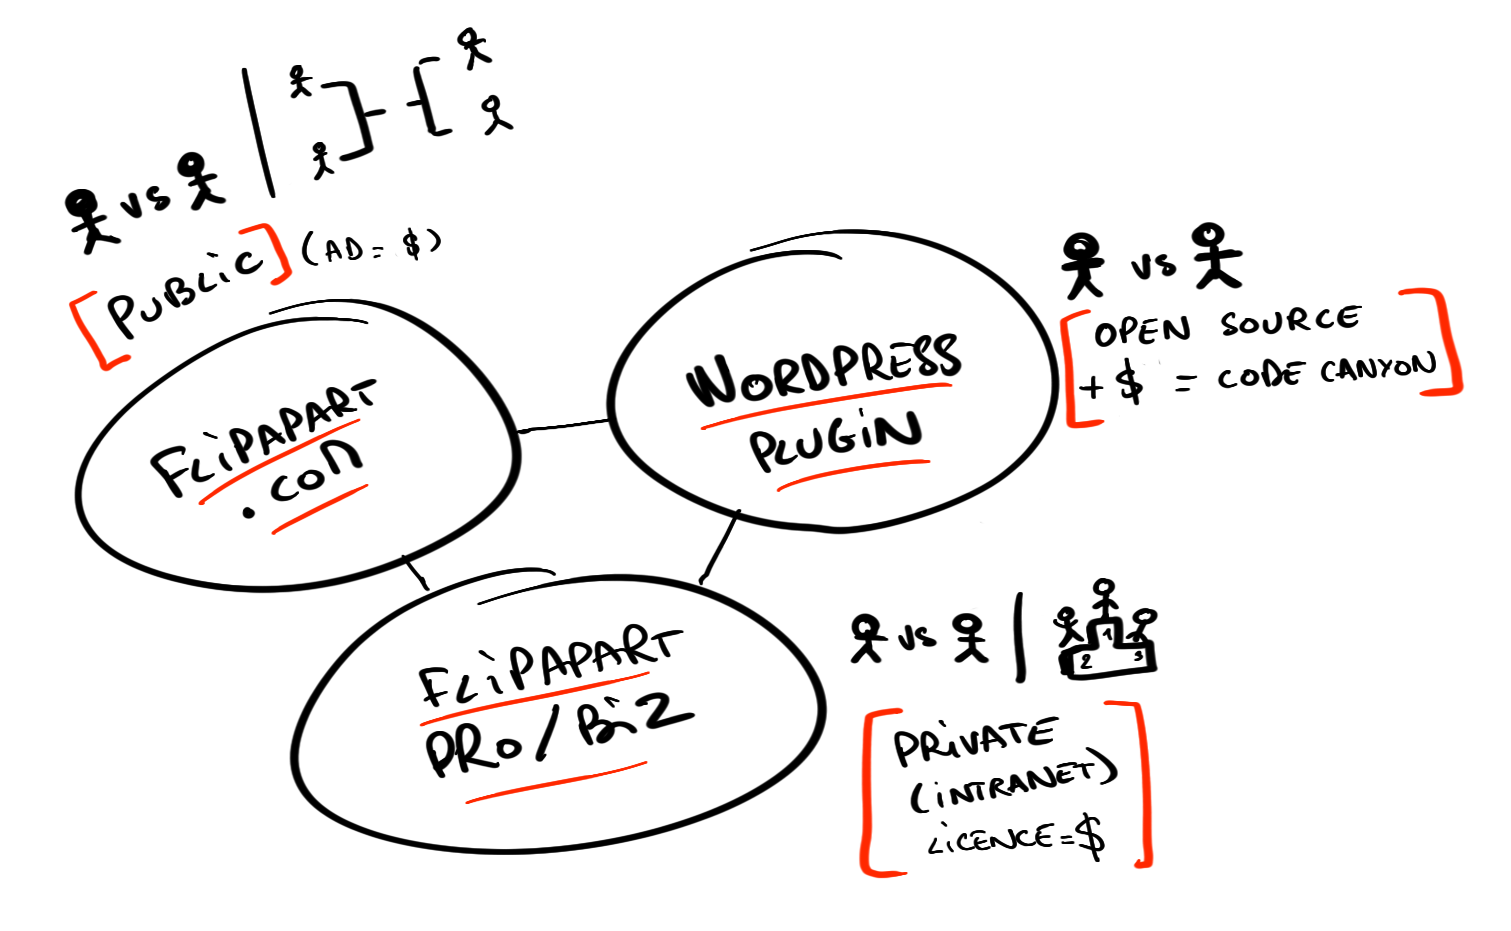 vs
[PUBLiC] (AD = $)
FLiPAPART
.COM
WORDPRESS
PLUGiN
vs
OPEN SOURCE
+ $ = CODE CANYON
FLiPAPART
PRO/BiZ
vs
1
2 3
PRiVATE
(iNTRANET)
LiCENCE=$